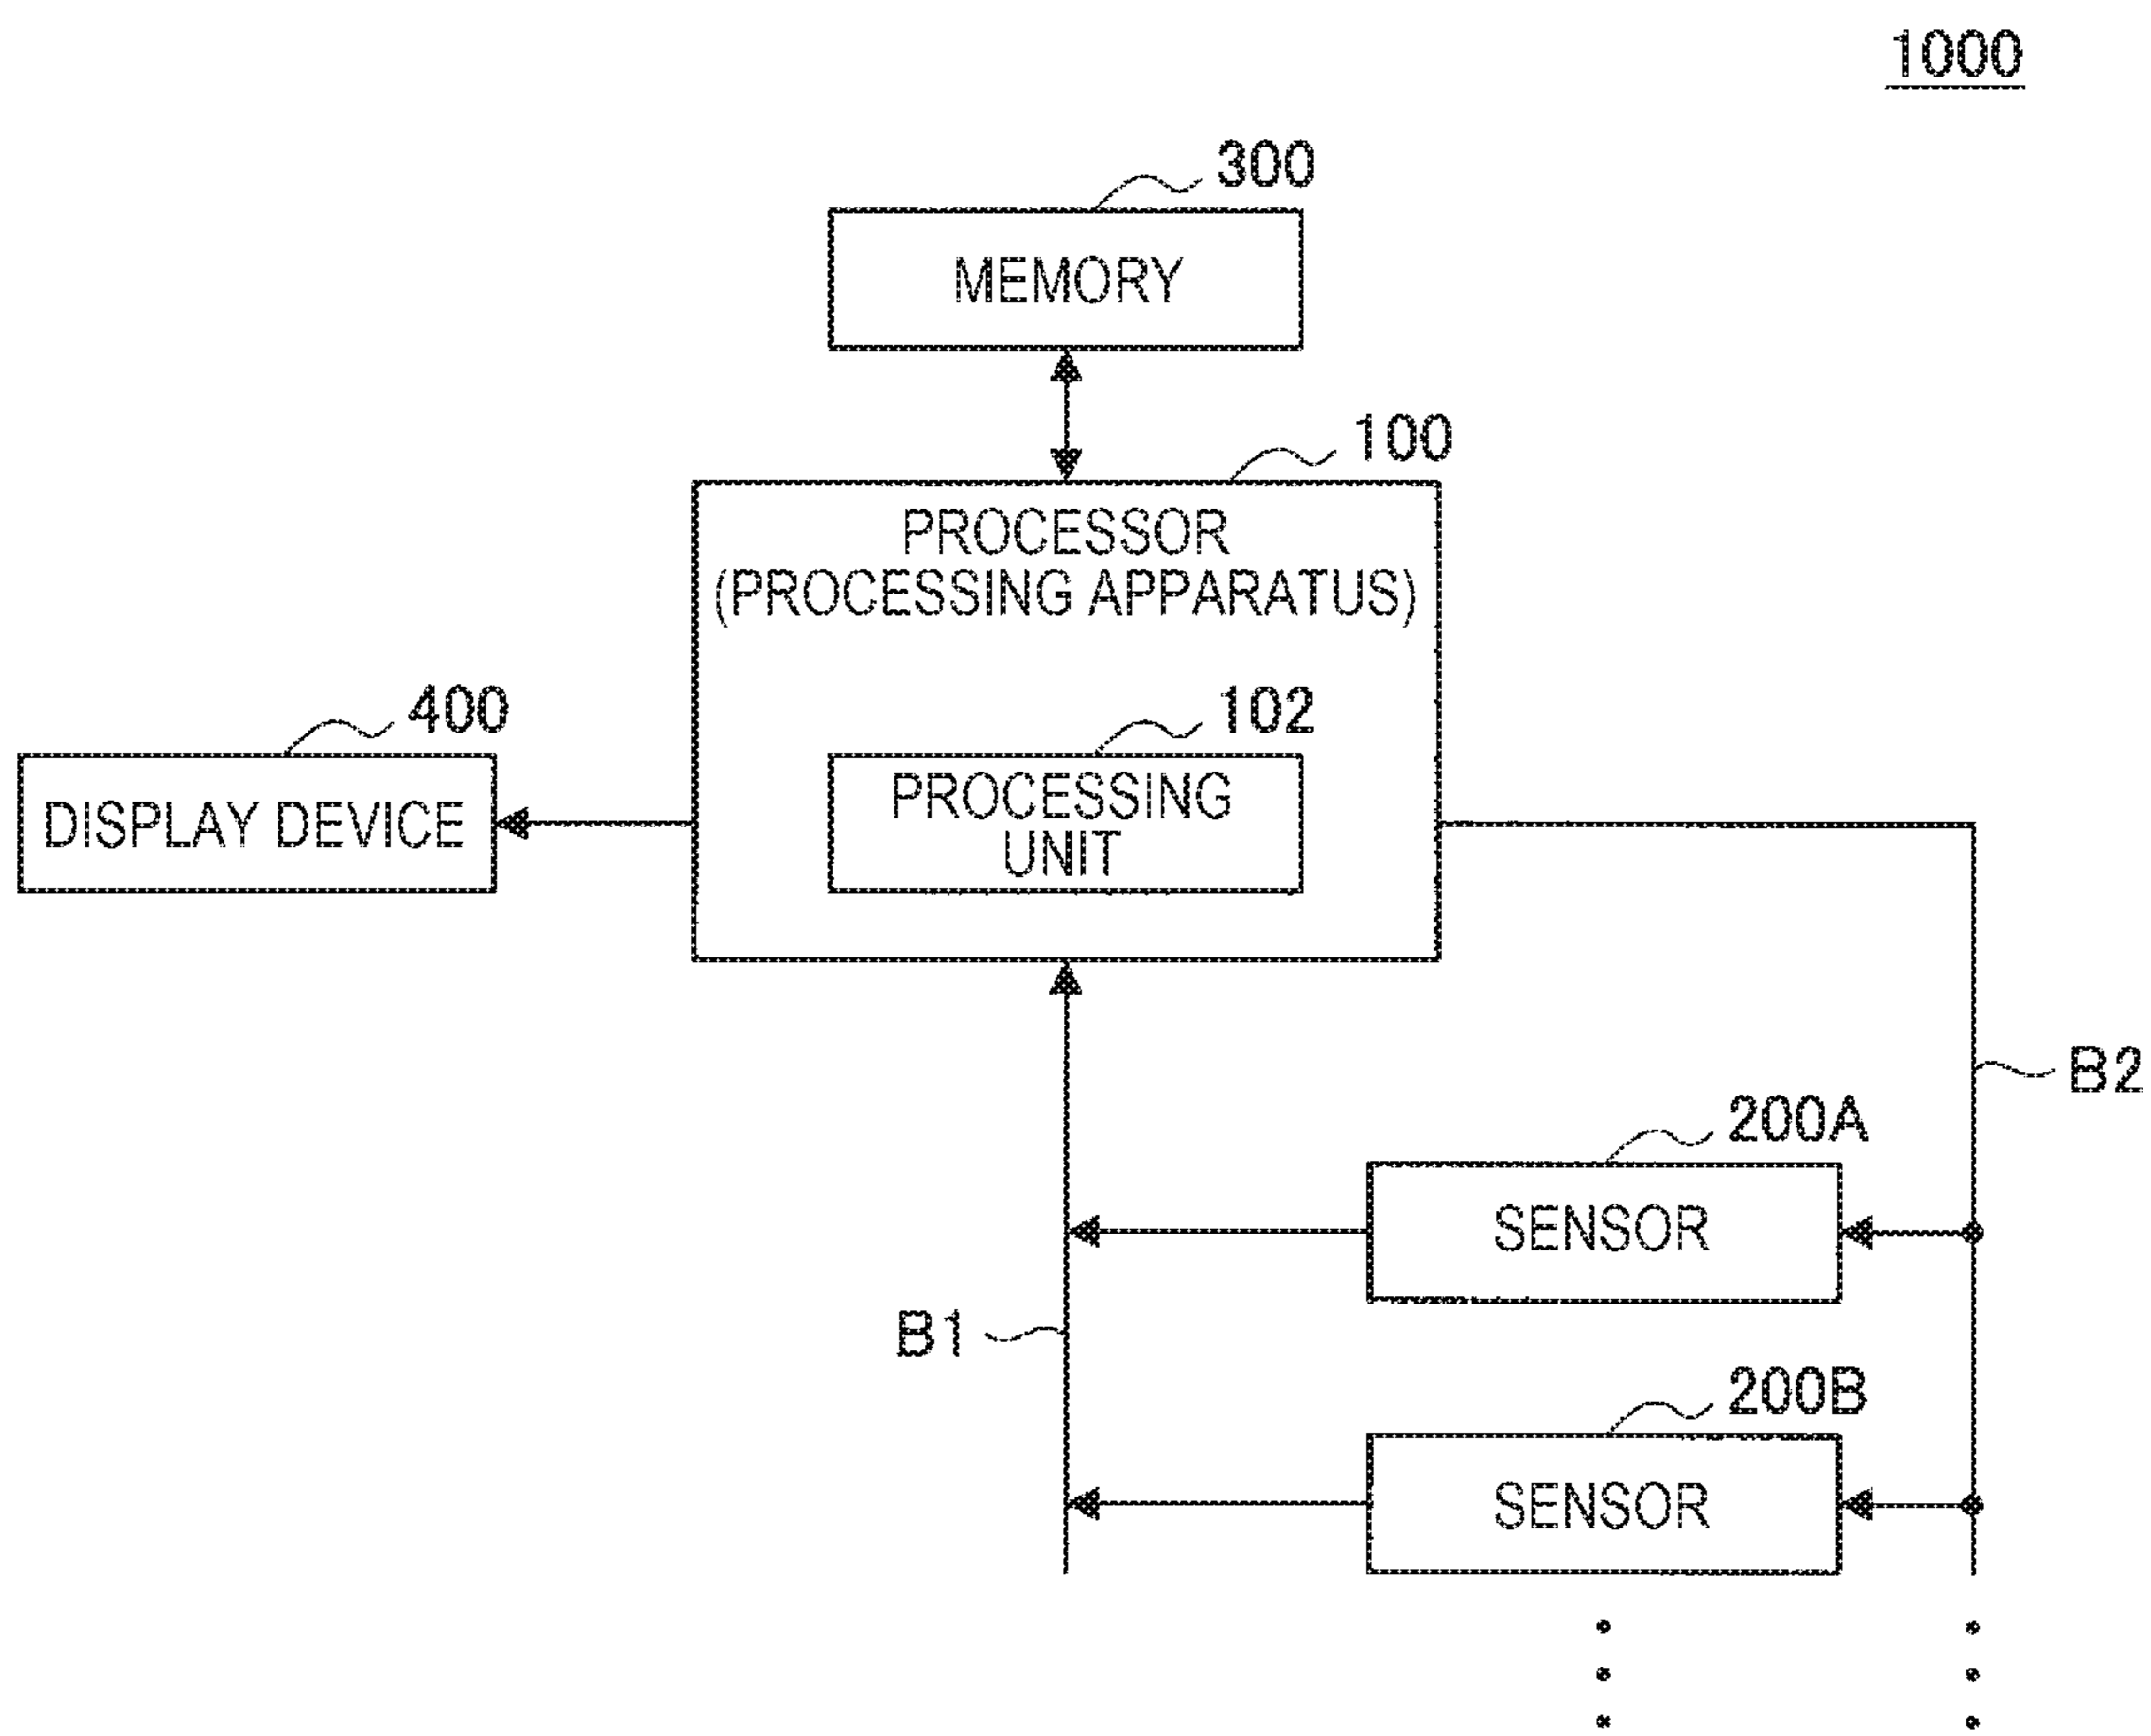 1000
300
MEMORY
100
PROCESSOR
(PROCESSING APPARATUS)
400
DISPLAY DEVICE
102
PROCESSING
UNIT
B2
200A
SENSOR
B1
200B
SENSOR